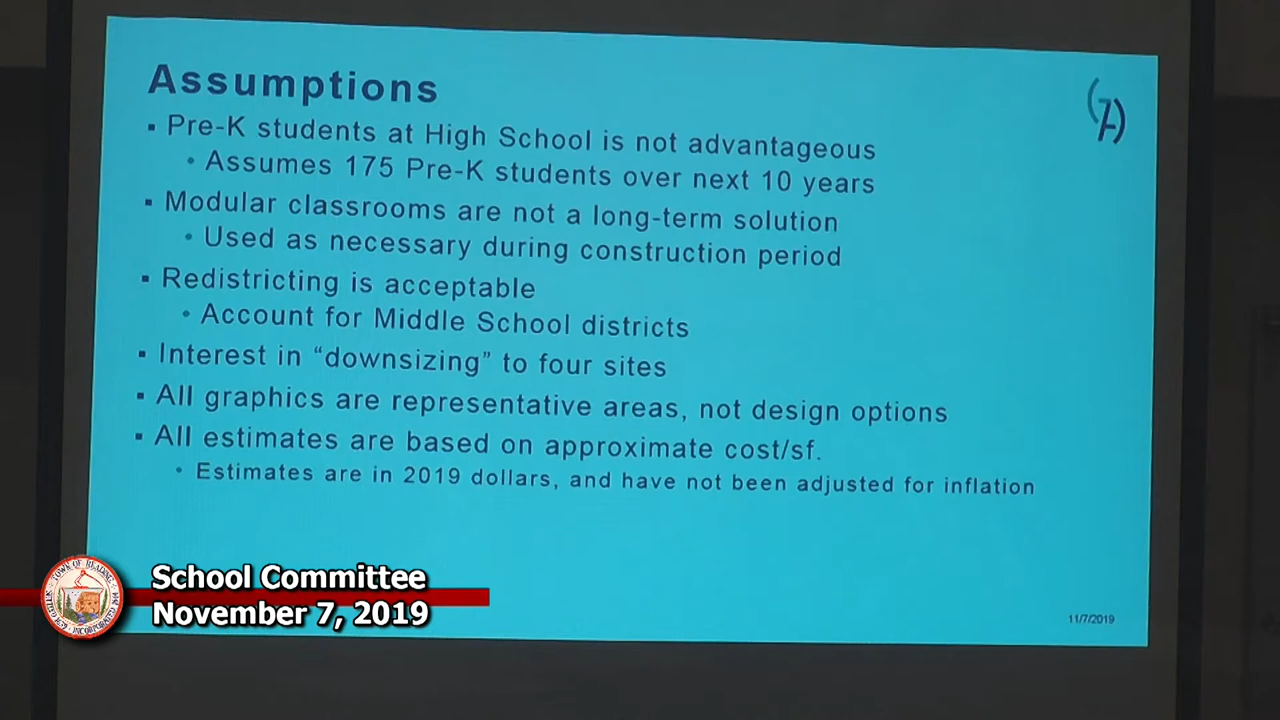 Assumptions
▪ Pre-K students at High School is not advantageous
• Assumes 175 Pre-K students over next 10 years
▪ Modular classrooms are not a long-term solution
• Used as necessary during construction period
▪ Redistricting is acceptable
• Account for Middle School districts
▪ Interest in “downsizing” to four sites
▪ All graphics are representative areas, not design options
▪ All estimates are based on approximate cost/sf.
• Estimates are in 2019 dollars, and have not been adjusted for inflation
TOWN OF READING
School Committee
November 7, 2019
11/7/2019